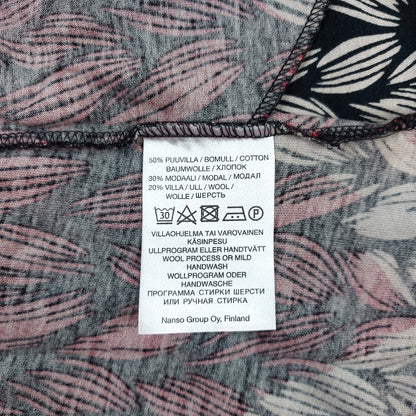 50% PUUVILLA / BOMULL / COTTON
BAUMWOLLE / ХЛОПОК
30% MODAALI / MODAL / МОДАЛ
20% VILLA / ULL / WOOL /
WOLLE / ШЕРСТЬ
30 P
VILLAOHJELMA TAI VAROVAINEN
KÄSINPESU
ULLPROGRAM ELLER HANDTVÄTT
WOOL PROCESS OR MILD
HANDWASH
WOLLPROGRAM ODER
HANDWASCHE
ПРОГРАММА СТИРКИ ШЕРСТИ
ИЛИ РУЧНАЯ СТИРКА
Nanso Group Oy, Finland